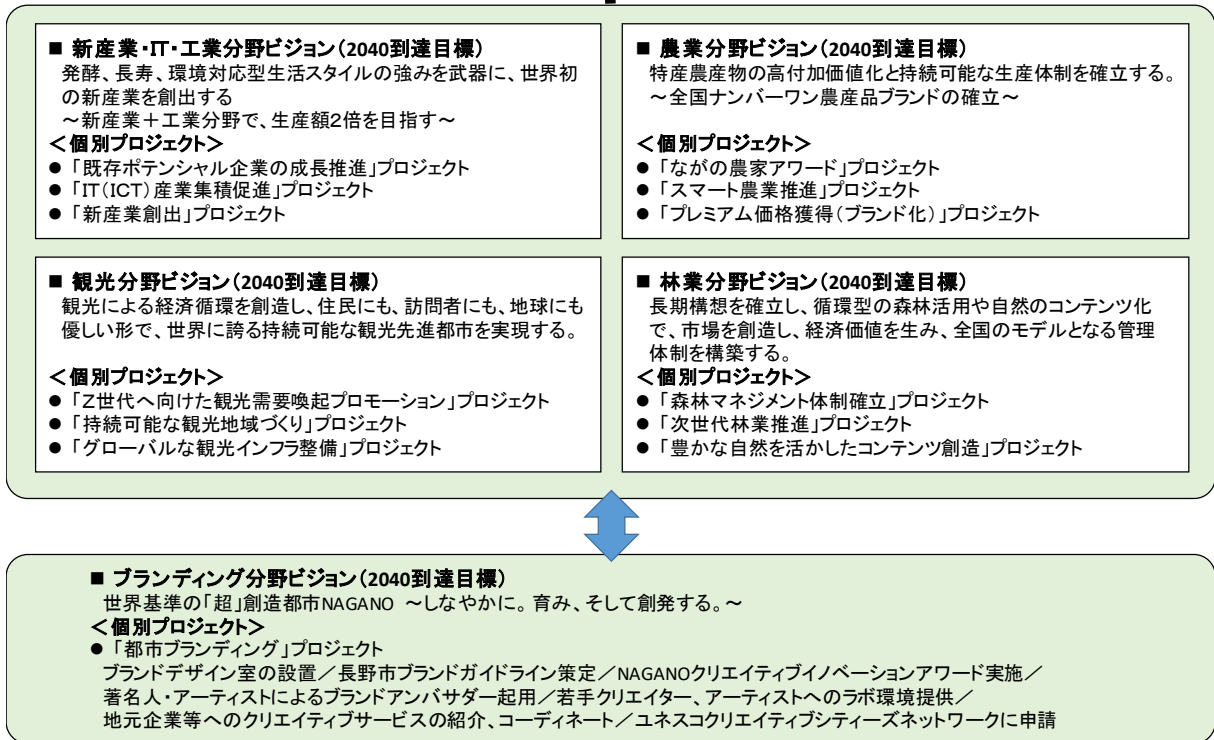 ■ 新産業・IT・工業分野ビジョン(2040到達目標)
発酵、長寿、環境対応型生活スタイルの強みを武器に、世界初
の新産業を創出する
～新産業＋工業分野で、生産額2倍を目指す～
＜個別プロジェクト＞
● 「既存ポテンシャル企業の成長推進」プロジェクト
● 「IT(ICT)産業集積促進」プロジェクト
● 「新産業創出」プロジェクト
■ 農業分野ビジョン(2040到達目標)
特産農産物の高付加価値化と持続可能な生産体制を確立する。
～全国ナンバーワン農産品ブランドの確立～
＜個別プロジェクト＞
● 「ながの農家アワード」プロジェクト
● 「スマート農業推進」プロジェクト
● 「プレミアム価格獲得(ブランド化)」プロジェクト
■ 観光分野ビジョン(2040到達目標)
観光による経済循環を創造し、住民にも、訪問者にも、地球にも
優しい形で、世界に誇る持続可能な観光先進都市を実現する。
＜個別プロジェクト＞
● 「Z世代へ向けた観光需要喚起プロモーション」プロジェクト
● 「持続可能な観光地域づくり」プロジェクト
● 「グローバルな観光インフラ整備」プロジェクト
■ 林業分野ビジョン(2040到達目標)
長期構想を確立し、循環型の森林活用や自然のコンテンツ化
で、市場を創造し、経済価値を生み、全国のモデルとなる管理
体制を構築する。
＜個別プロジェクト＞
● 「森林マネジメント体制確立」プロジェクト
● 「次世代林業推進」プロジェクト
● 「豊かな自然を活かしたコンテンツ創造」プロジェクト
■ ブランディング分野ビジョン(2040到達目標)
世界基準の「超」創造都市NAGANO ～しなやかに。育み、そして創発する。～
＜個別プロジェクト＞
● 「都市ブランディング」プロジェクト
ブランドデザイン室の設置／長野市ブランドガイドライン策定／NAGANOクリエイティブイノベーションアワード実施／
著名人・アーティストによるブランドアンバサダー起用／若手クリエイター、アーティストへのラボ環境提供／
地元企業等へのクリエイティブサービスの紹介、コーディネート／ユネスコクリエイティブシティーズネットワークに申請